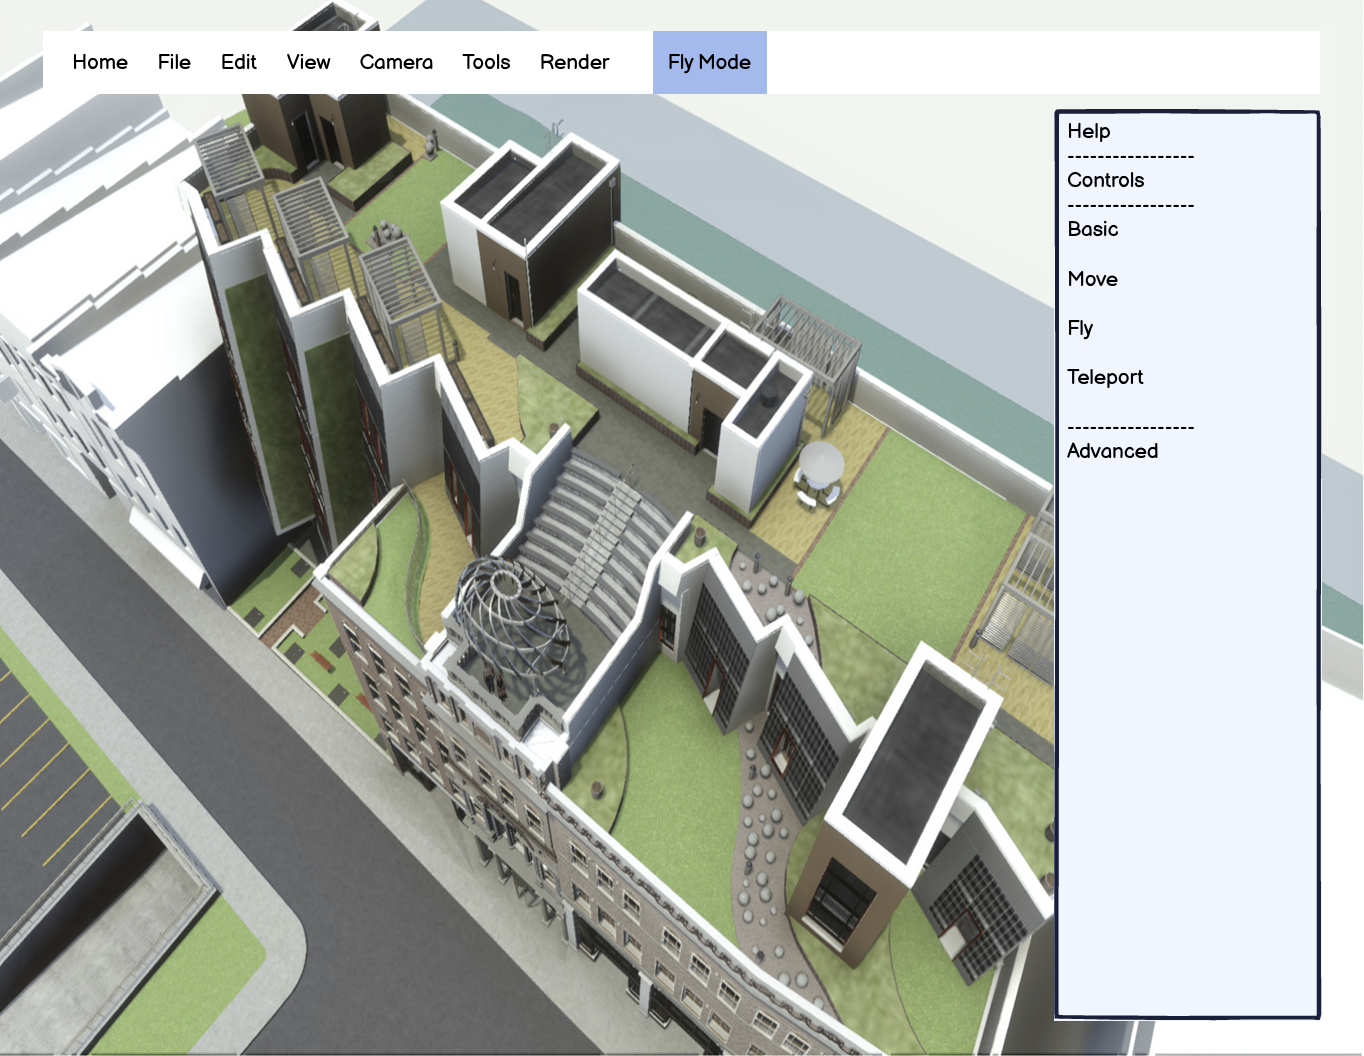 Home File Edit View Camera Tools Render Fly Mode
Help
-----------------
Controls
-----------------
Basic
Move
Fly
Teleport
-----------------
Advanced